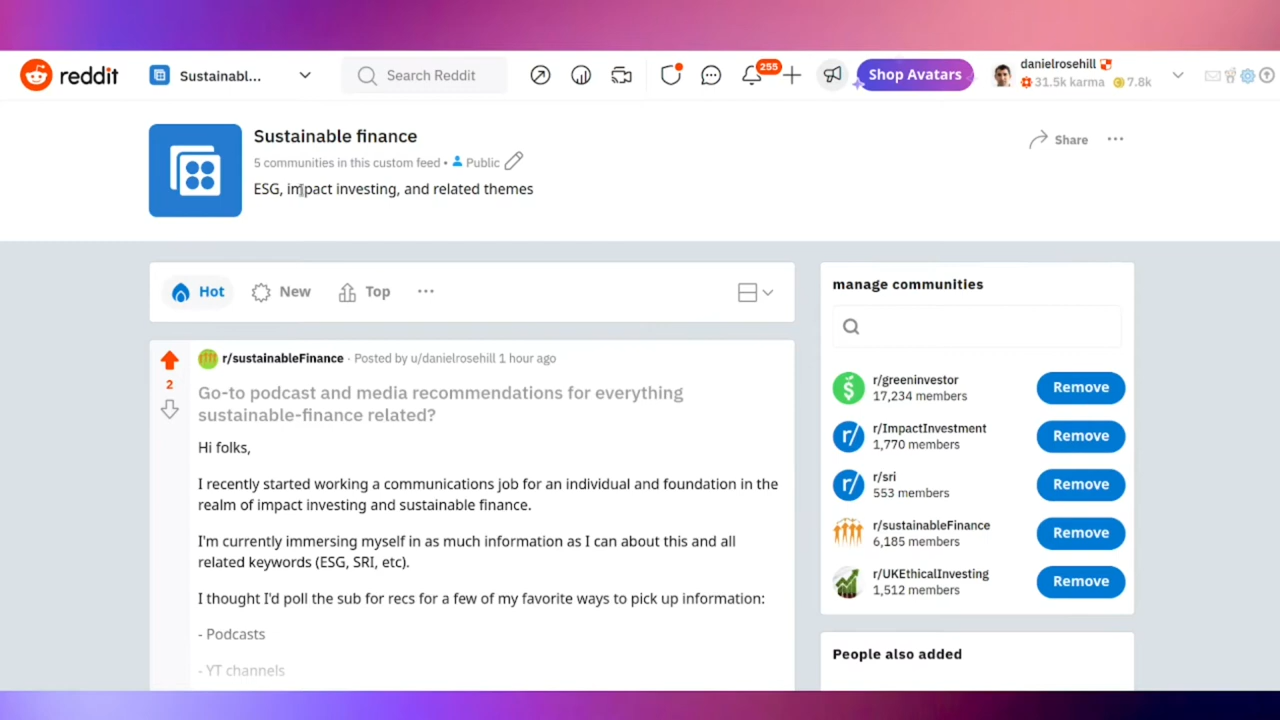 reddit
Sustainabl...
Search Reddit
255
Shop Avatars
danielrosehill
31.5k karma 7.8k
Sustainable finance
5 communities in this custom feed • Public
ESG, impact investing, and related themes
Share
Hot
New
Top
r/sustainableFinance · Posted by u/danielrosehill 1 hour ago
2
Go-to podcast and media recommendations for everything
sustainable-finance related?
Hi folks,
I recently started working a communications job for an individual and foundation in the
realm of impact investing and sustainable finance.
I'm currently immersing myself in as much information as I can about this and all
related keywords (ESG, SRI, etc).
I thought I'd poll the sub for recs for a few of my favorite ways to pick up information:
- Podcasts
- YT channels
manage communities
r/greeninvestor
17,234 members
Remove
r/
r/ImpactInvestment
1,770 members
Remove
r/
r/sri
553 members
Remove
r/sustainableFinance
6,185 members
Remove
r/UKEthicalInvesting
1,512 members
Remove
People also added